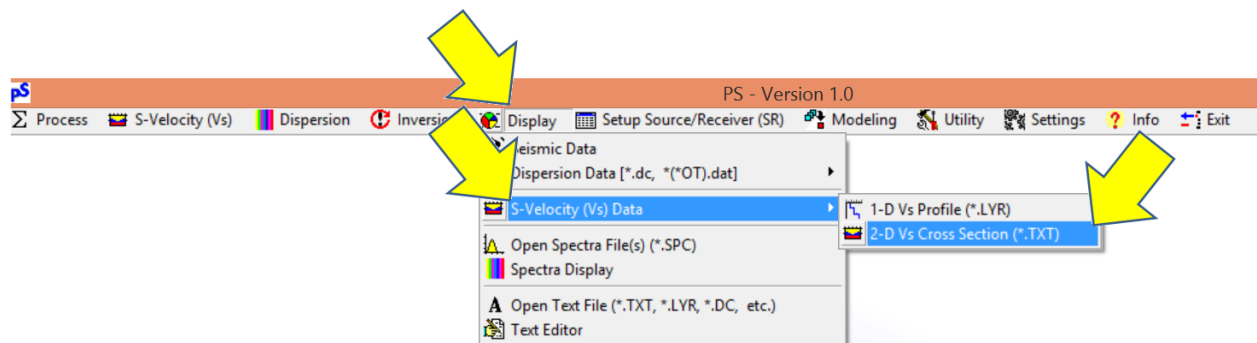 pS PS - Version 1.0
Process S-Velocity (Vs) Dispersion Display Setup Source/Receiver (SR) Modeling Utility Settings ? Info Exit
Seismic Data
Dispersion Data [*.dc, *(*OT).dat]
S-Velocity (Vs) Data
1-D Vs Profile (*.LYR)
2-D Vs Cross Section (*.TXT)
Open Spectra File(s) (*.SPC)
Spectra Display
A Open Text File (*.TXT, *.LYR, *.DC, etc.)
Text Editor